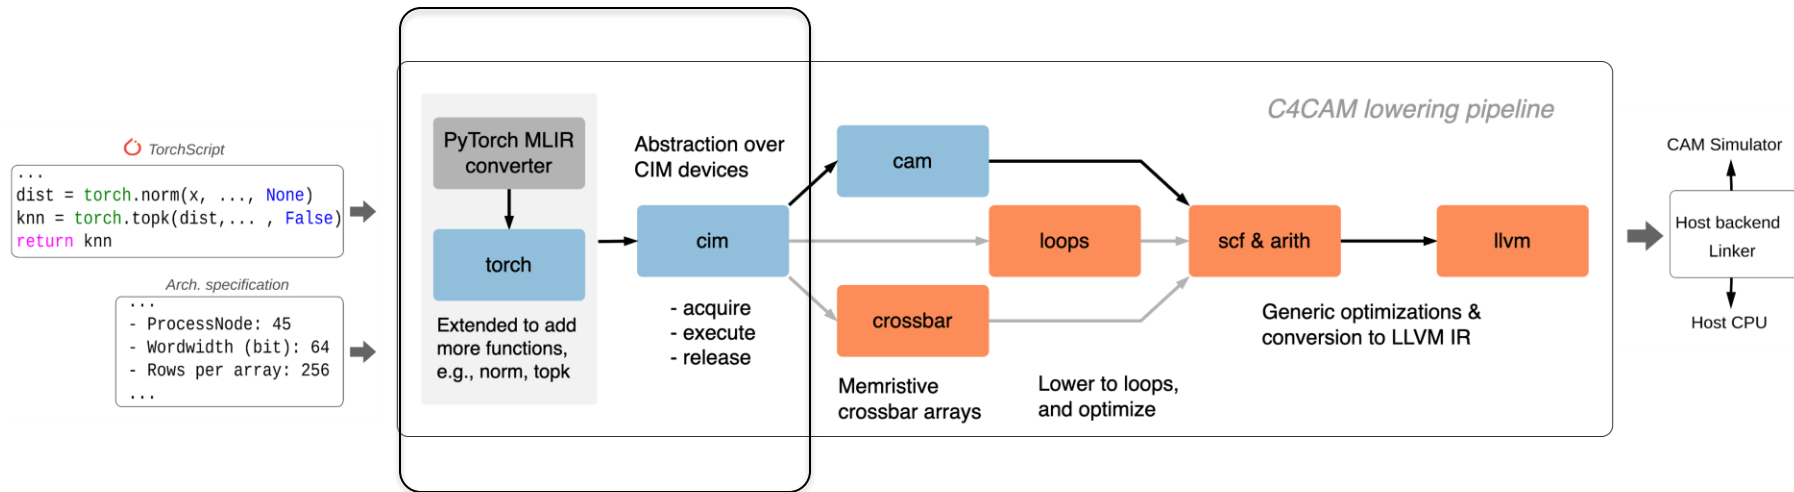 TorchScript
...
dist = torch.norm(x, ..., None)
knn = torch.topk(dist,... , False)
return knn
Arch. specification
...
- ProcessNode: 45
- Wordwidth (bit): 64
- Rows per array: 256
...
C4CAM lowering pipeline
PyTorch MLIR
converter
torch
Extended to add
more functions,
e.g., norm, topk
Abstraction over
CIM devices
cim
- acquire
- execute
- release
cam
loops
crossbar
Memristive
crossbar arrays
Lower to loops,
and optimize
scf & arith
llvm
Generic optimizations &
conversion to LLVM IR
CAM Simulator
Host backend
Linker
Host CPU